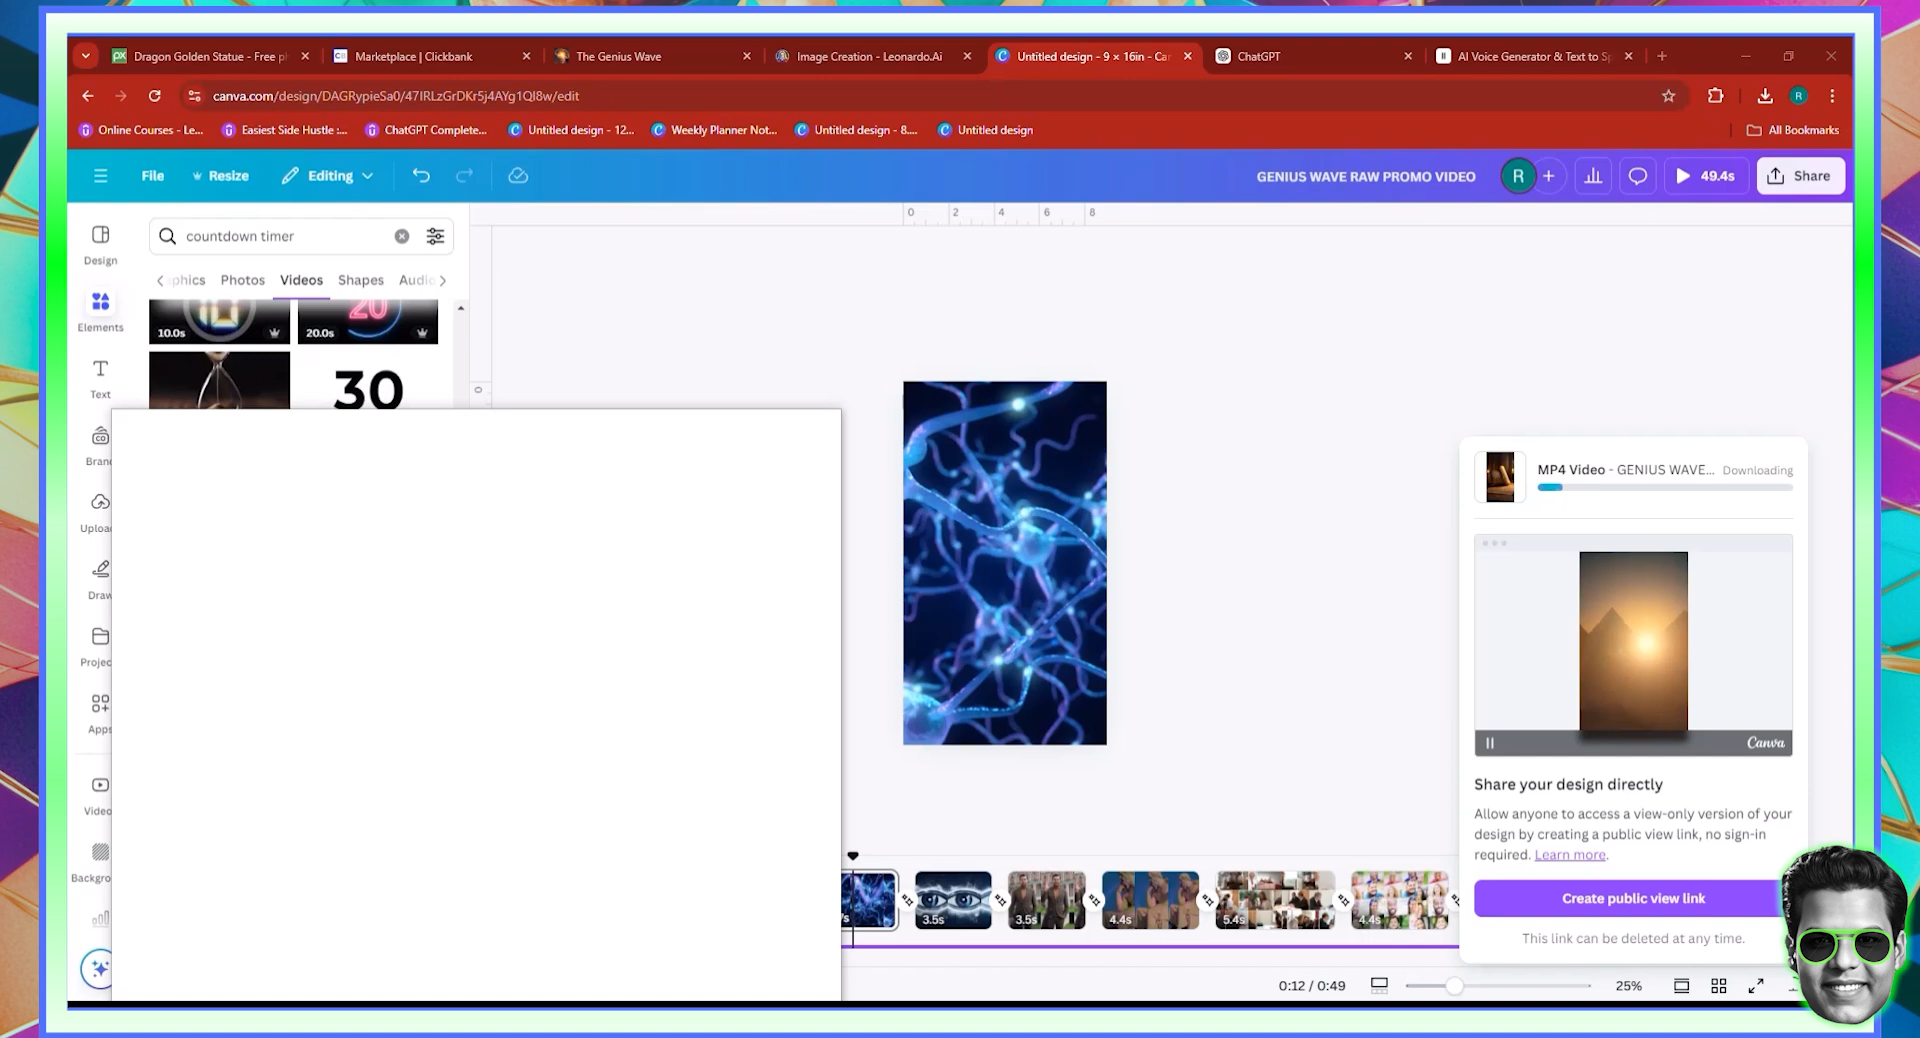 Dragon Golden Statue - Free ph
Marketplace | Clickbank
The Genius Wave
Image Creation - Leonardo.Ai
Untitled design - 9 × 16in - Ca
ChatGPT
AI Voice Generator & Text to Sp
canva.com/design/DAGRypieSa0/47IRLzGrDKr5j4AYg1QI8w/edit
Online Courses - Le...
Easiest Side Hustle :...
ChatGPT Complete...
Untitled design - 12...
Weekly Planner Not...
Untitled design - 8....
Untitled design
All Bookmarks
File
Resize
Editing
GENIUS WAVE RAW PROMO VIDEO
R
49.4s
Share
0 2 4 6 8
Design
countdown timer
aphics
Photos
Videos
Shapes
Audio
Elements
10.0s
20
20.0s
Text
30
0
Brand
CO
Uploa
Draw
Projec
Apps
Video
Backgro
MP4 Video - GENIUS WAVE...
Downloading
Canva
Share your design directly
Allow anyone to access a view-only version of your
design by creating a public view link, no sign-in
required. Learn more.
Create public view link
This link can be deleted at any time.
3.5s
3.5s
4.4s
5.4s
4.4s
0:12 / 0:49
25%